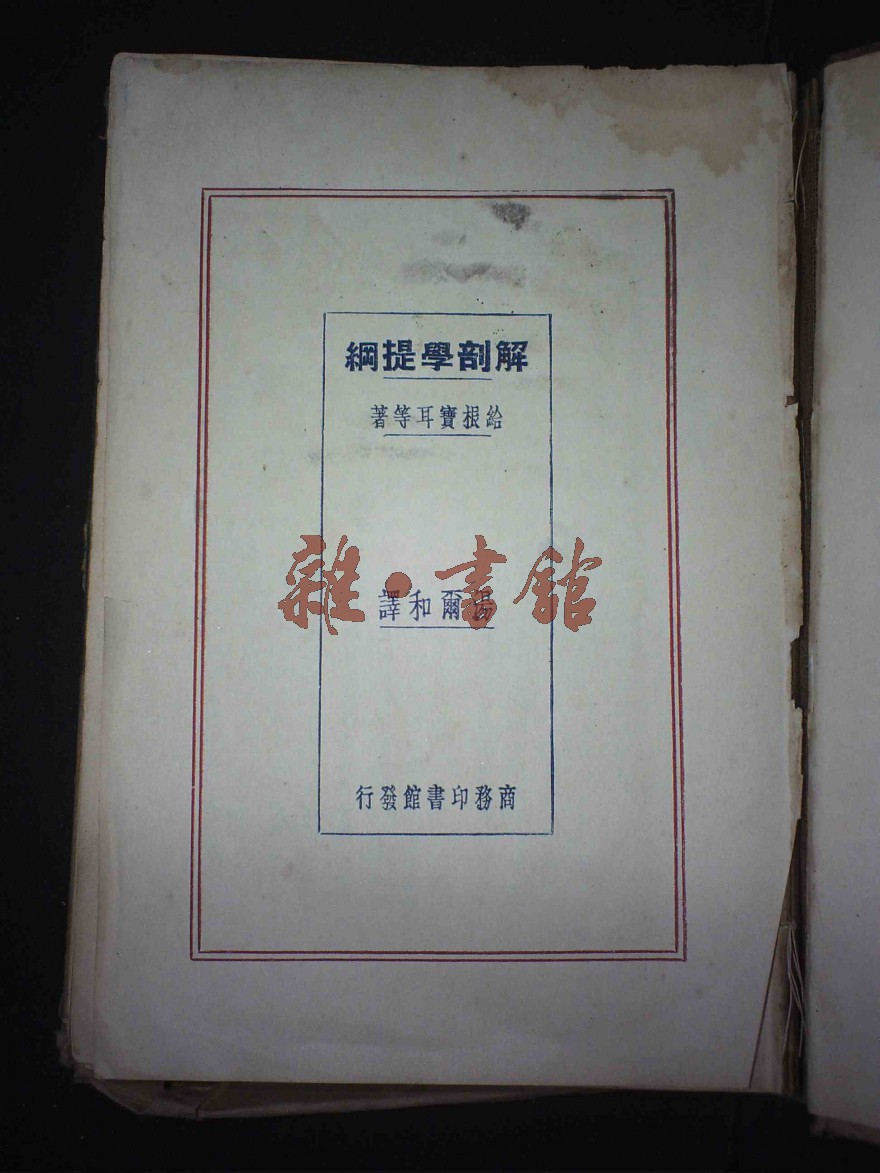 解剖學提綱
給根寶耳等著
雜·書館
湯爾和譯
商務印書館發行